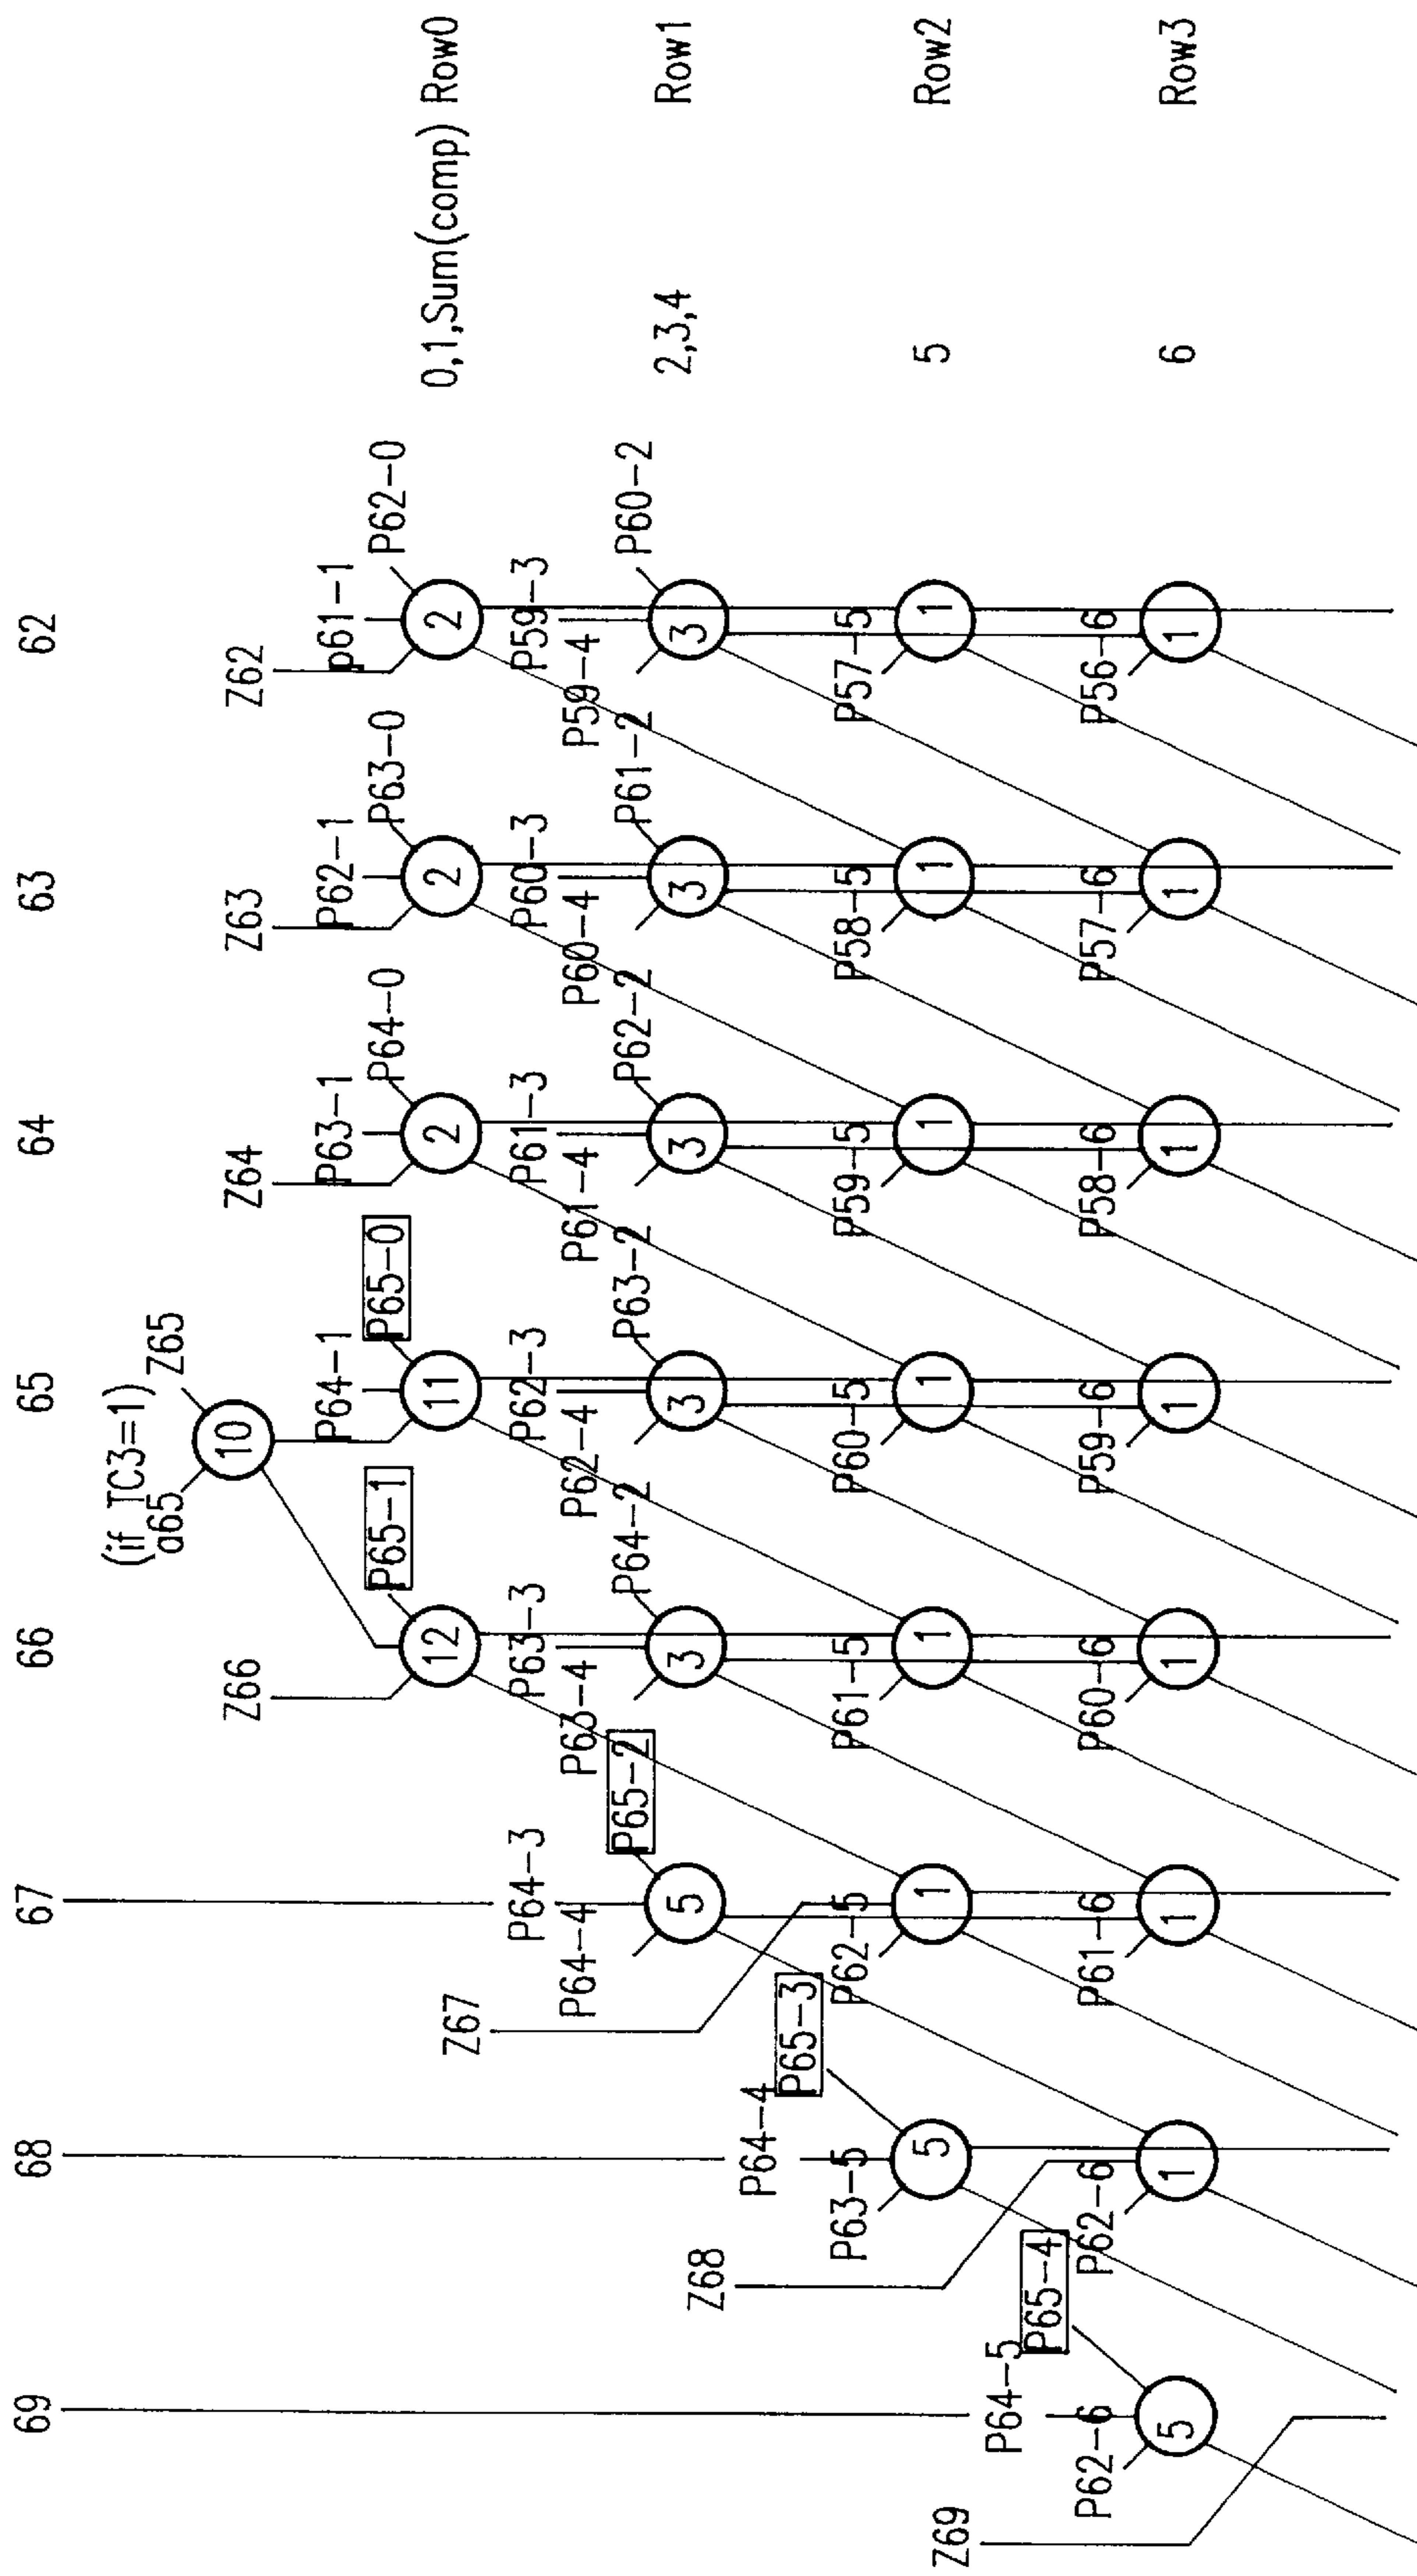 69 68 67 66 65 64 63 62
(if TC3=1)
a65 Z65
10
Z66 Z64 Z63 Z62
P64-1 P63-1 P62-1 p61-1
P65-1 P65-0 P64-0 P63-0 P62-0
12 11 2 2 2 0,1,Sum(comp) Row0
Z67
P64-3 P63-3 P62-3 P61-3 P60-3 P59-3
P64-4 P63-4 P62-4 P61-4 P60-4 P59-4
P65-2 P64-2 P63-2 P62-2 P61-2 P60-2
5 3 3 3 3 3 2,3,4 Row1
Z68
P64-4
P65-3
P63-5 P62-5 P61-5 P60-5 P59-5 P58-5 P57-5
5 1 1 1 1 1 1 5 Row2
Z69
P64-5
P65-4
P62-6 P62-6 P61-6 P60-6 P59-6 P58-6 P57-6 P56-6
5 1 1 1 1 1 1 1 6 Row3